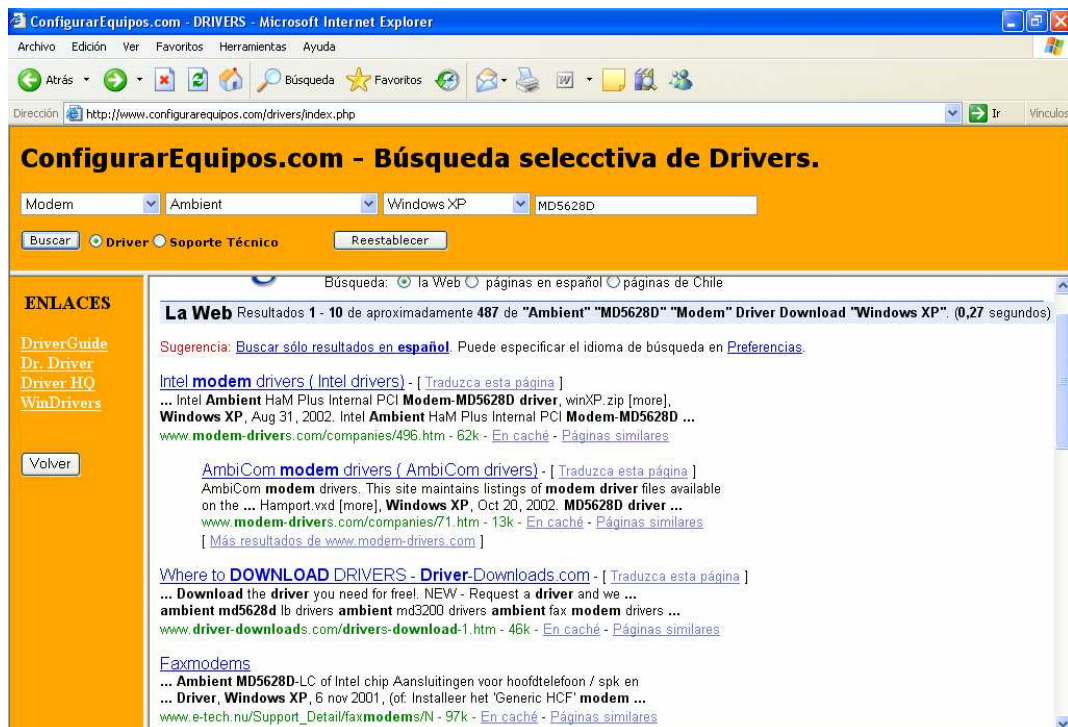 ConfigurarEquipos.com - DRIVERS - Microsoft Internet Explorer
Archivo Edición Ver Favoritos Herramientas Ayuda
Atrás Búsqueda Favoritos
Dirección http://www.configurarequipos.com/drivers/index.php Ir Vínculos
ConfigurarEquipos.com - Búsqueda selecctiva de Drivers.
Modem Ambient Windows XP MD5628D
Buscar Driver Soporte Técnico Reestablecer
ENLACES
DriverGuide
Dr. Driver
Driver HQ
WinDrivers
Volver
Búsqueda: la Web páginas en español páginas de Chile
La Web Resultados 1 - 10 de aproximadamente 487 de "Ambient" "MD5628D" "Modem" Driver Download "Windows XP". (0,27 segundos)
Sugerencia: Buscar sólo resultados en español. Puede especificar el idioma de búsqueda en Preferencias.
Intel modem drivers ( Intel drivers) - [ Traduzca esta página ]
... Intel Ambient HaM Plus Internal PCI Modem-MD5628D driver, winXP.zip [more],
Windows XP, Aug 31, 2002. Intel Ambient HaM Plus Internal PCI Modem-MD5628D ...
www.modem-drivers.com/companies/496.htm - 62k - En caché - Páginas similares
AmbiCom modem drivers ( AmbiCom drivers) - [ Traduzca esta página ]
AmbiCom modem drivers. This site maintains listings of modem driver files available
on the ... Hamport.vxd [more], Windows XP, Oct 20, 2002. MD5628D driver ...
www.modem-drivers.com/companies/71.htm - 13k - En caché - Páginas similares
[ Más resultados de www.modem-drivers.com ]
Where to DOWNLOAD DRIVERS - Driver-Downloads.com - [ Traduzca esta página ]
... Download the driver you need for free!. NEW - Request a driver and we ...
ambient md5628d lb drivers ambient md3200 drivers ambient fax modem drivers ...
www.driver-downloads.com/drivers-download-1.htm - 46k - En caché - Páginas similares
Faxmodems
... Ambient MD5628D-LC of Intel chip Aansluitingen voor hoofdtelefoon / spk en
... Driver, Windows XP, 6 nov 2001, (of: Installeer het 'Generic HCF' modem ...
www.e-tech.nu/Support_Detail/faxmodems/N - 97k - En caché - Páginas similares